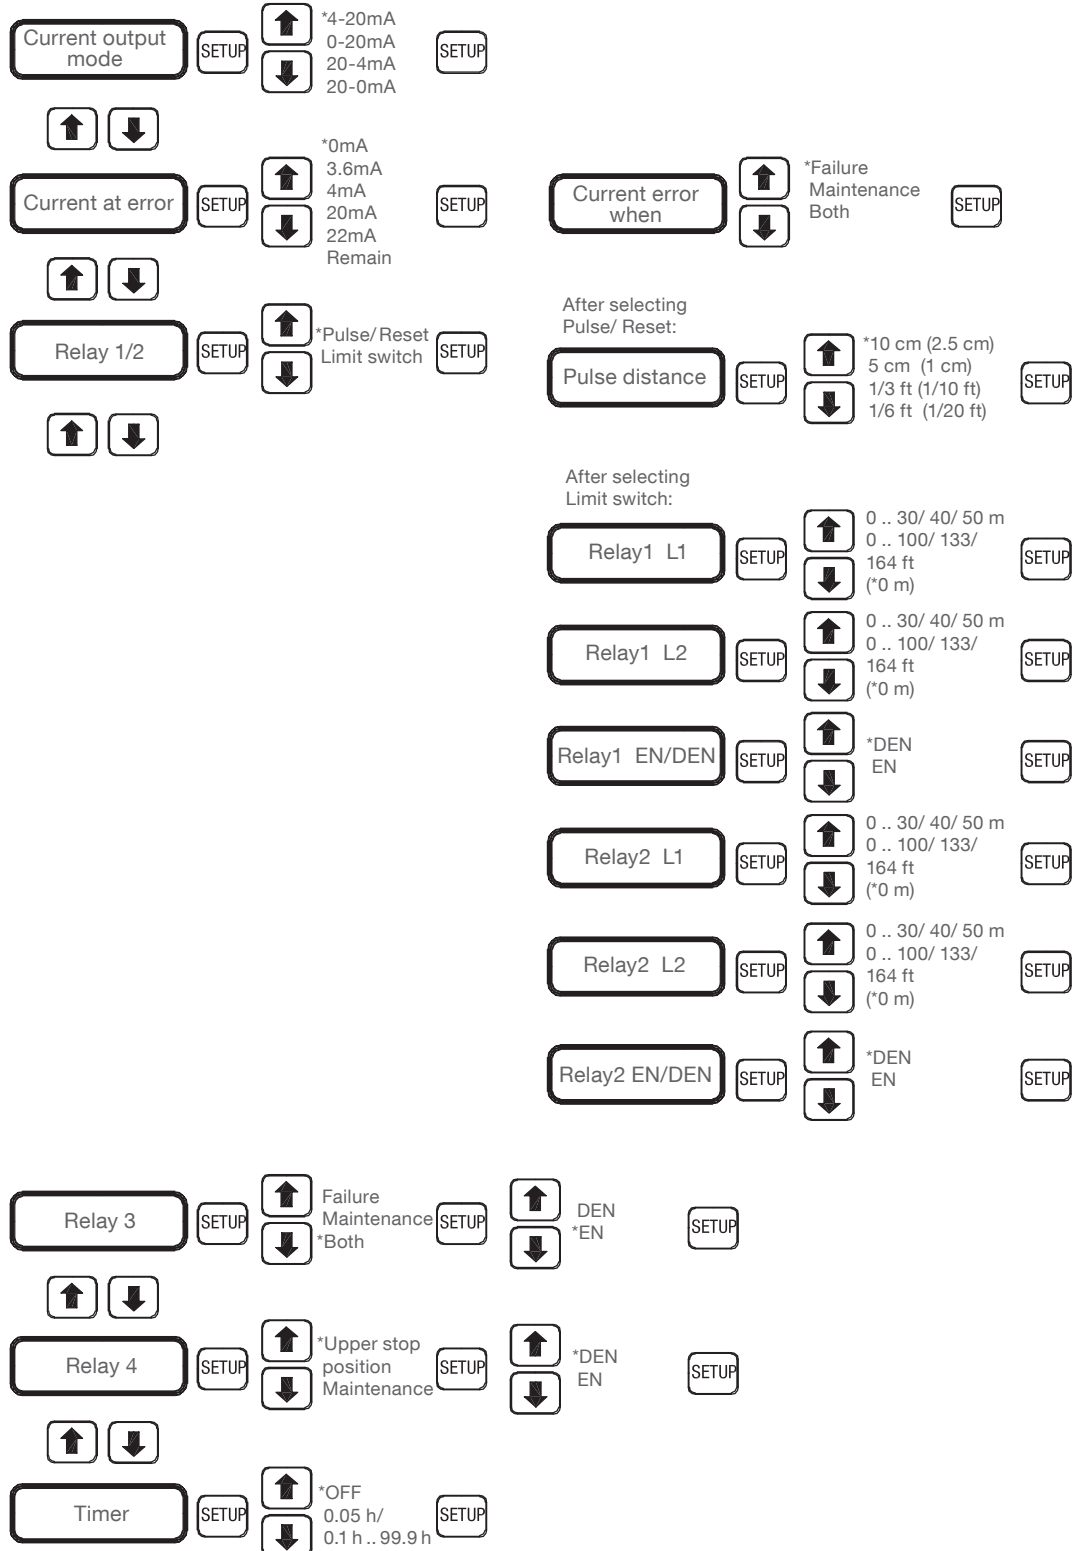 Current output
mode
SETUP
*4-20mA
0-20mA
20-4mA
20-0mA
SETUP
Current at error
SETUP
*0mA
3.6mA
4mA
20mA
22mA
Remain
SETUP
Current error
when
*Failure
Maintenance
Both
SETUP
Relay 1/2
SETUP
*Pulse/ Reset
Limit switch
SETUP
After selecting
Pulse/ Reset:
Pulse distance
SETUP
*10 cm (2.5 cm)
5 cm (1 cm)
1/3 ft (1/10 ft)
1/6 ft (1/20 ft)
SETUP
After selecting
Limit switch:
Relay1 L1
SETUP
0 .. 30/ 40/ 50 m
0 .. 100/ 133/
164 ft
(*0 m)
SETUP
Relay1 L2
SETUP
0 .. 30/ 40/ 50 m
0 .. 100/ 133/
164 ft
(*0 m)
SETUP
Relay1 EN/DEN
SETUP
*DEN
EN
SETUP
Relay2 L1
SETUP
0 .. 30/ 40/ 50 m
0 .. 100/ 133/
164 ft
(*0 m)
SETUP
Relay2 L2
SETUP
0 .. 30/ 40/ 50 m
0 .. 100/ 133/
164 ft
(*0 m)
SETUP
Relay2 EN/DEN
SETUP
*DEN
EN
SETUP
Relay 3
SETUP
Failure
Maintenance
*Both
SETUP
DEN
*EN
SETUP
Relay 4
SETUP
*Upper stop
position
Maintenance
SETUP
*DEN
EN
SETUP
Timer
SETUP
*OFF
0.05 h/
0.1 h .. 99.9 h
SETUP